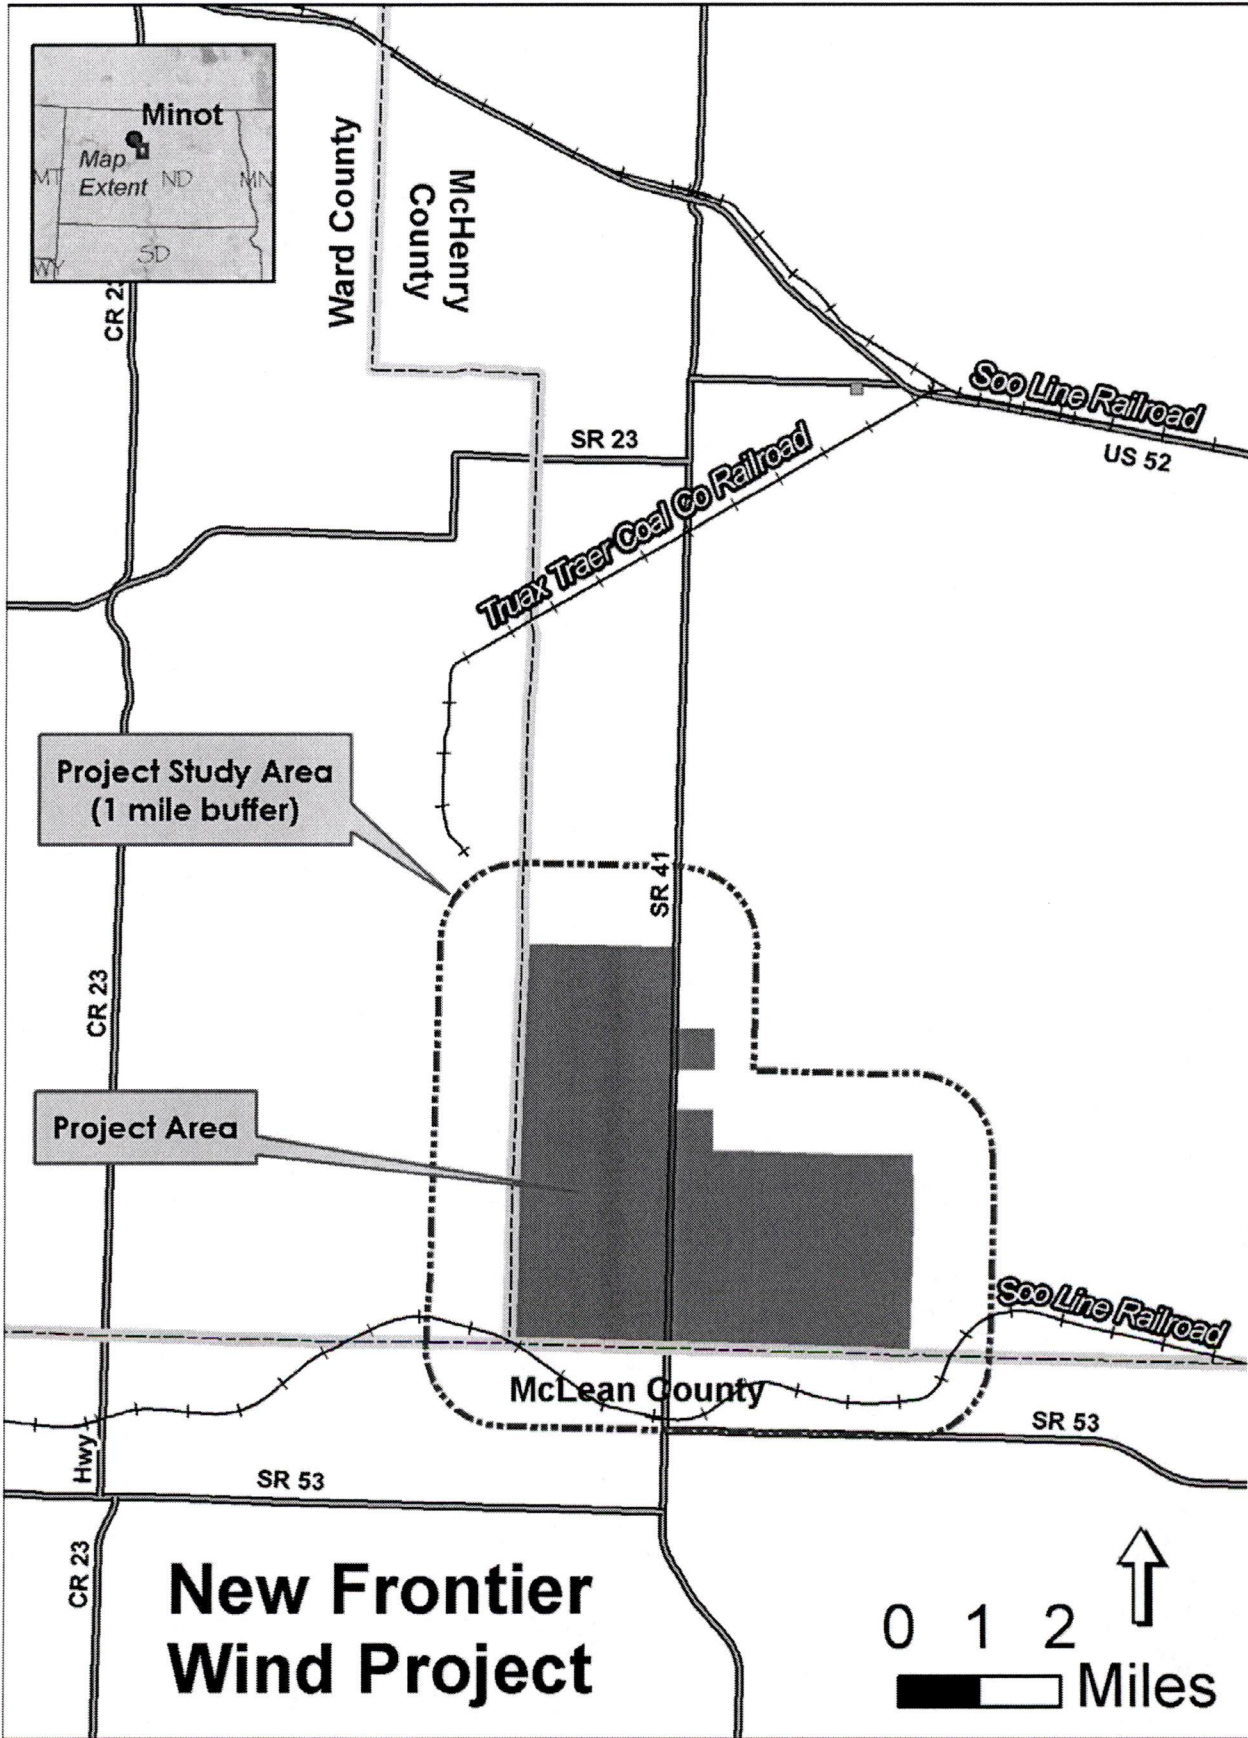 Minot
Map
Extent
MT
ND
MN
SD
WY
Ward County
McHenry
County
CR 2
Soo Line Railroad
US 52
SR 23
Truax Traer Coal Co Railroad
Project Study Area
(1 mile buffer)
SR 41
CR 23
Project Area
Soo Line Railroad
McLean County
SR 53
Hwy
SR 53
CR 23
New Frontier
Wind Project
0 1 2
Miles